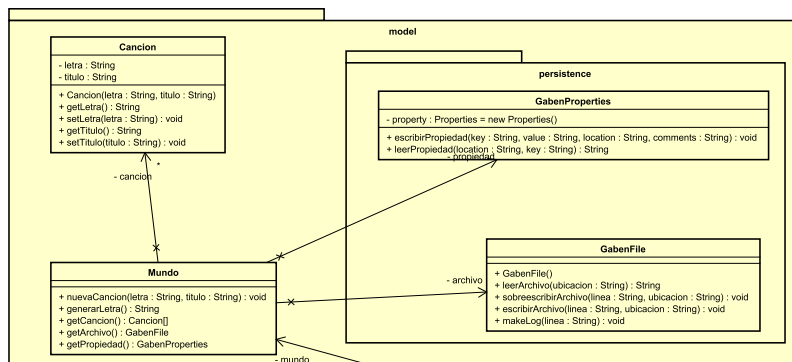 model
Cancion
- letra : String
- titulo : String
+ Cancion(letra : String, titulo : String)
+ getLetra() : String
+ setLetra(letra : String) : void
+ getTitulo() : String
+ setTitulo(titulo : String) : void
persistence
GabenProperties
- property : Properties = new Properties()
+ escribirPropiedad(key : String, value : String, location : String, comments : String) : void
+ leerPropiedad(location : String, key : String) : String
- propiedad
*
- cancion
Mundo
+ nuevaCancion(letra : String, titulo : String) : void
+ generarLetra() : String
+ getCancion() : Cancion[]
+ getArchivo() : GabenFile
+ getPropiedad() : GabenProperties
- archivo
GabenFile
+ GabenFile()
+ leerArchivo(ubicacion : String) : String
+ sobreescribirArchivo(linea : String, ubicacion : String) : void
+ escribirArchivo(linea : String, ubicacion : String) : void
+ makeLog(linea : String) : void
- mundo